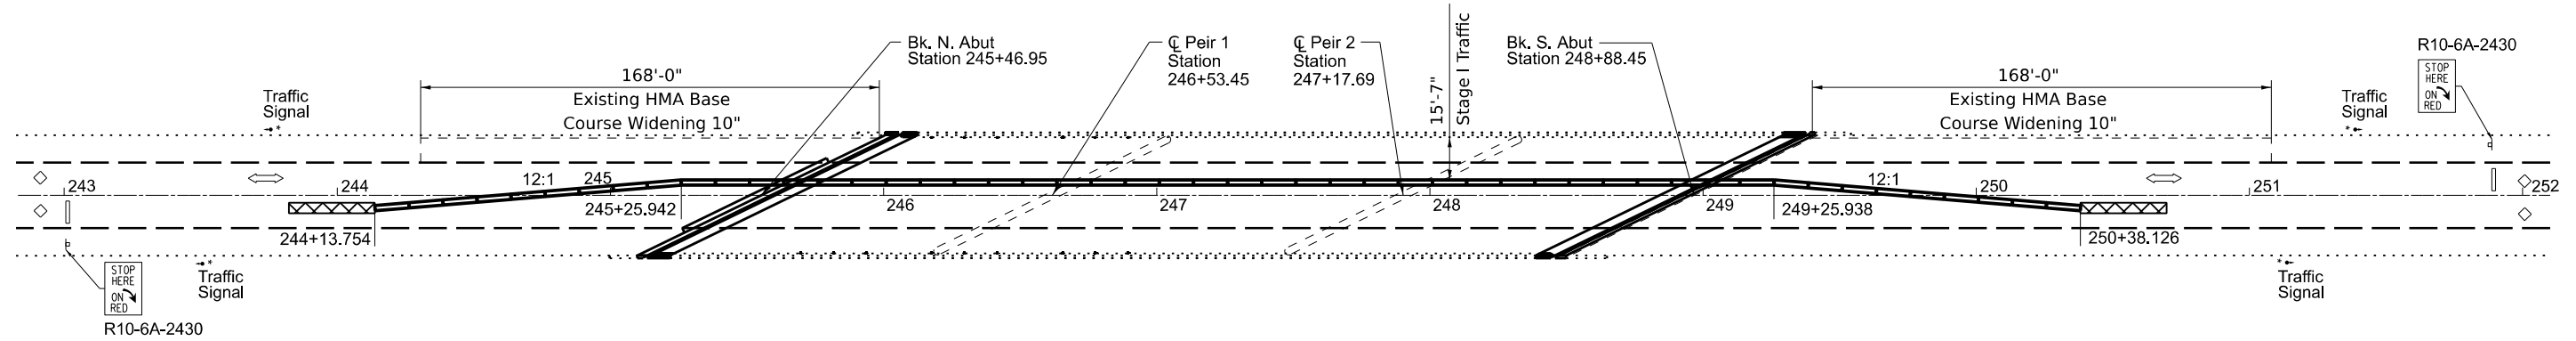 Bk. N. Abut
Station 245+46.95
℄ Peir 1
Station
246+53.45
℄ Peir 2
Station
247+17.69
15'-7"
Stage I Traffic
Bk. S. Abut
Station 248+88.45
R10-6A-2430
STOP
HERE
ON
RED
168'-0"
Existing HMA Base
Course Widening 10"
168'-0"
Existing HMA Base
Course Widening 10"
Traffic
Signal
*
Traffic
Signal
*
243
244
12:1
245
246
247
248
249
12:1
250
251
252
245+25.942
249+25.938
244+13.754
250+38.126
STOP
HERE
ON
RED
R10-6A-2430
*
Traffic
Signal
*
Traffic
Signal